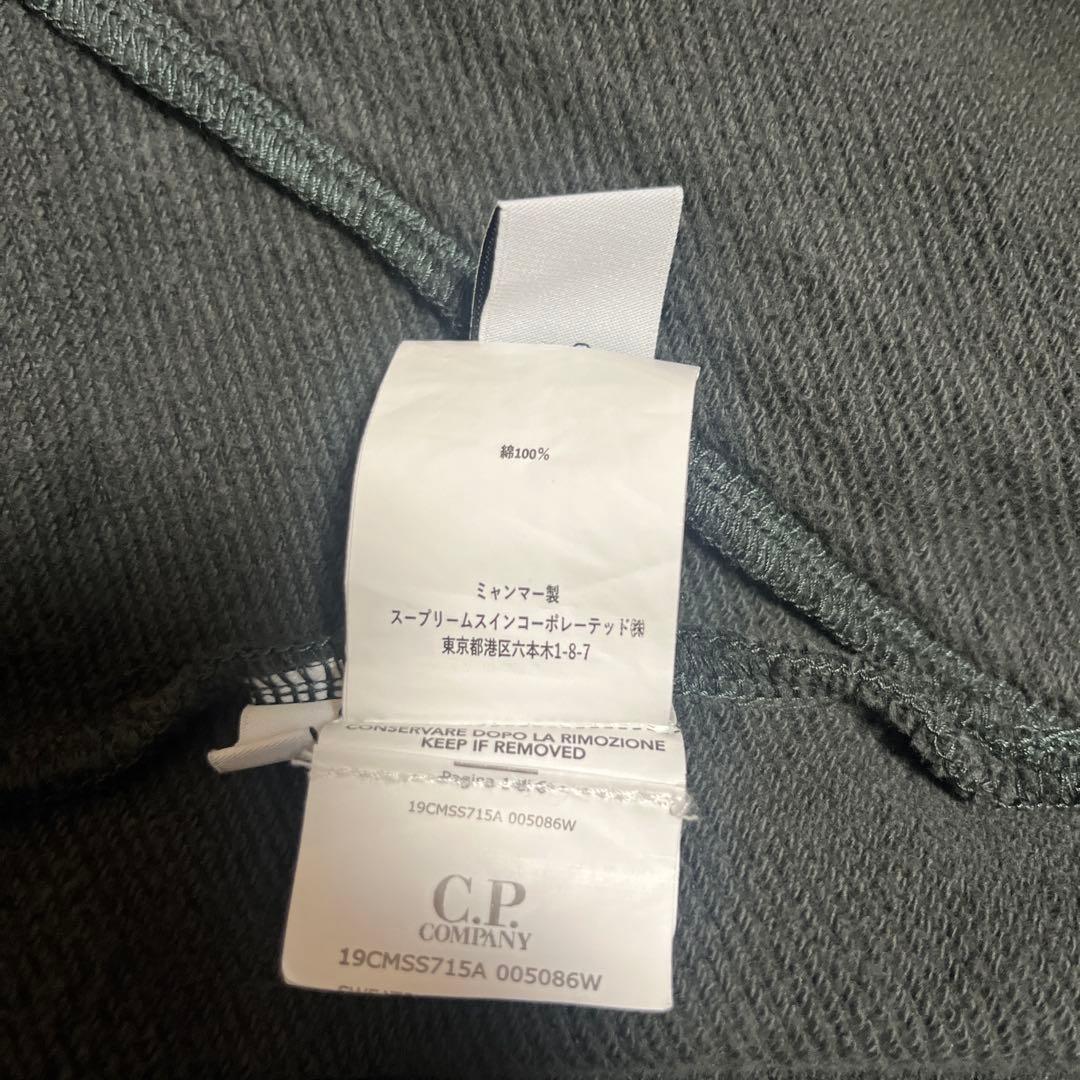 綿100%
ミャンマー製
スープリームスインコーポレーテッド㈱
東京都港区六本木1-8-7
CONSERVARE DOPO LA RIMOZIONE
KEEP IF REMOVED
Pagina 1
19CMSS715A 005086W
C.P.
COMPANY
19CMSS715A 005086W